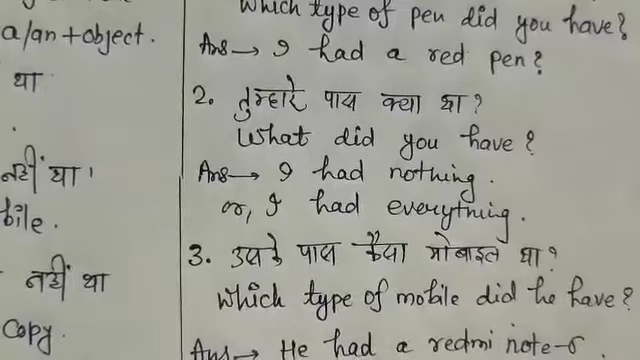 a/an + object.
था
नहीं था।
bile.
नहीं था
copy.
Which type of pen did you have?
Ans → I had a red pen?
2. तुम्हारे पास क्या था?
What did you have?
Ans → I had nothing.
or, I had everything.
3. उसके पास कैसा मोबाइल था?
Which type of mobile did he have?
Ans → He had a redmi note-5